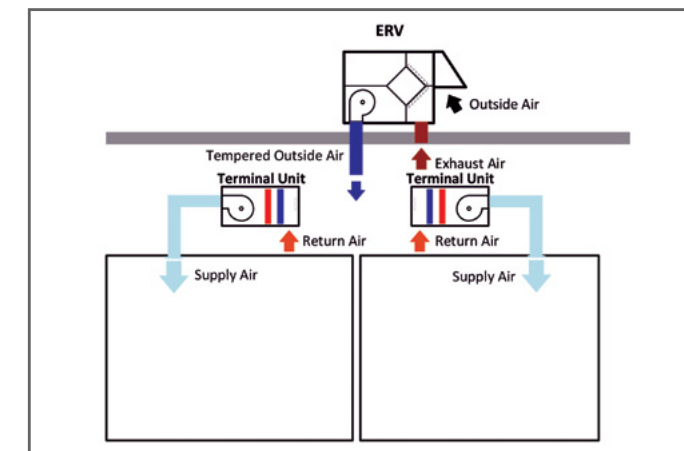 ERV
Outside Air
Tempered Outside Air
Exhaust Air
Terminal Unit
Terminal Unit
Return Air
Return Air
Supply Air
Supply Air